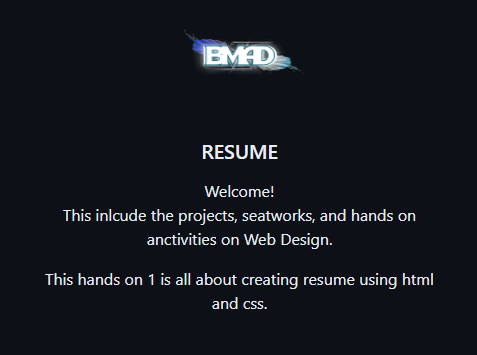 BMAD
RESUME
Welcome!
This inlcude the projects, seatworks, and hands on
anctivities on Web Design.
This hands on 1 is all about creating resume using html
and css.